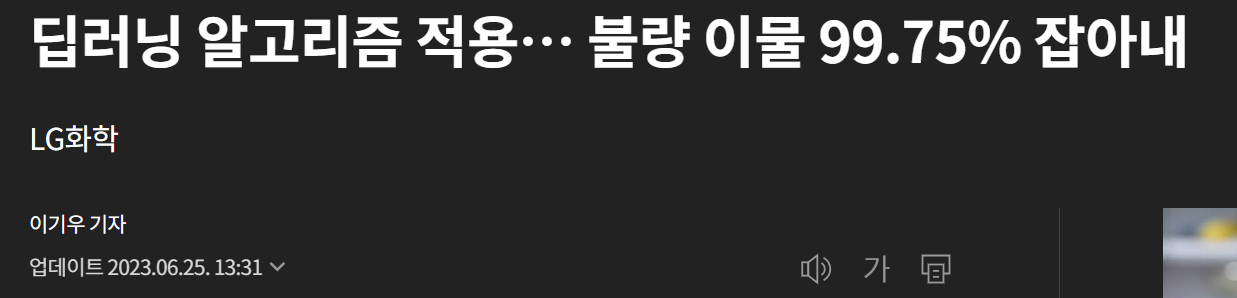 딥러닝 알고리즘 적용… 불량 이물 99.75% 잡아내
LG화학
이기우 기자
업데이트 2023.06.25. 13:31
가